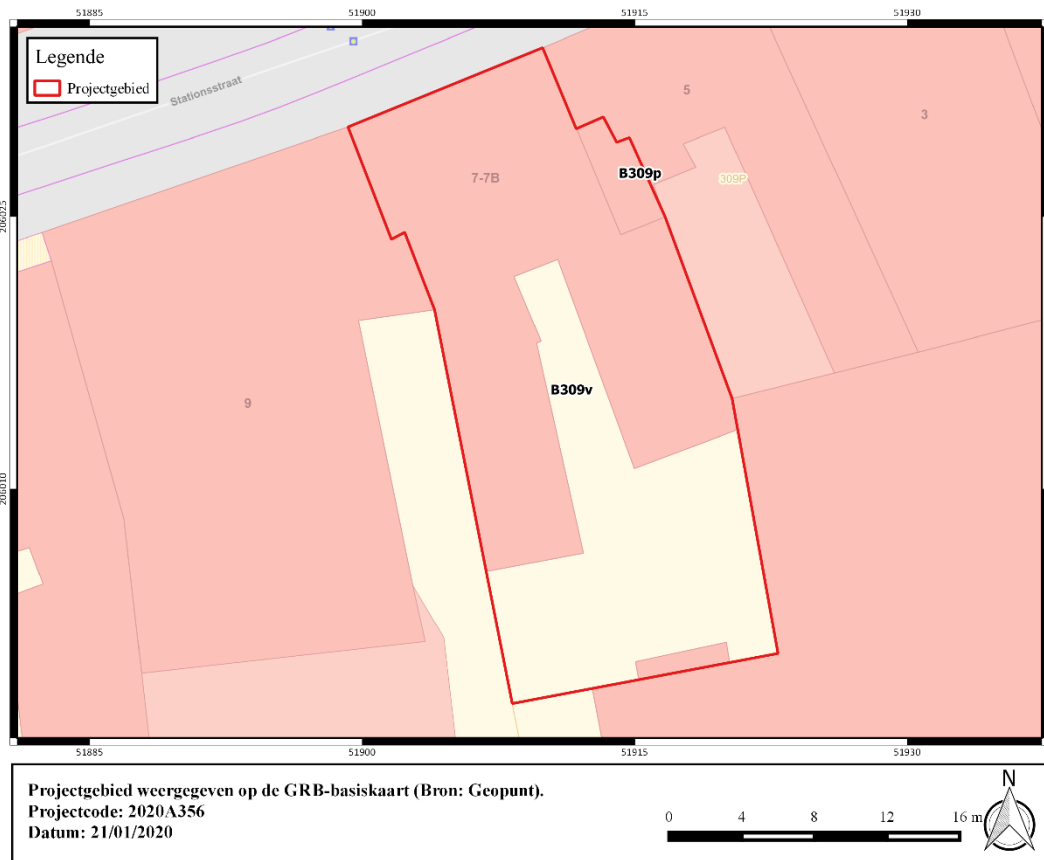 51885 51900 51915 51930
Legende
Projectgebied
Stationsstraat
5
3
7-7B
B309p
309P
206025
B309v
9
206010
51885 51900 51915 51930
Projectgebied weergegeven op de GRB-basiskaart (Bron: Geopunt).
Projectcode: 2020A356
Datum: 21/01/2020
0 4 8 12 16 m
N